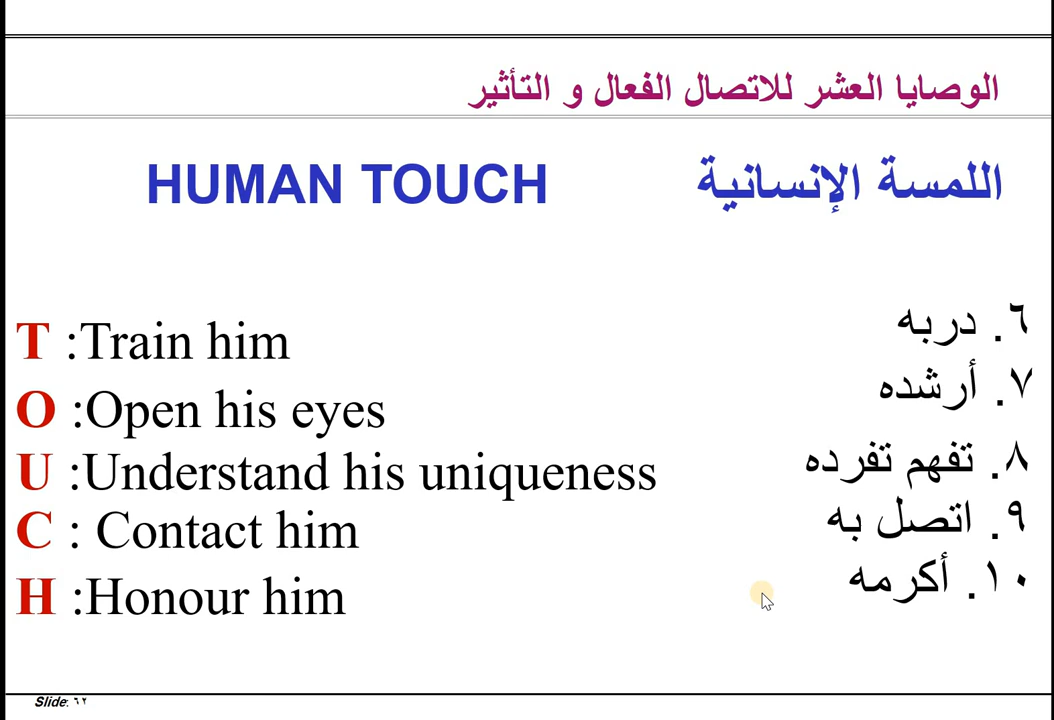 الوصايا العشر للاتصال الفعال و التأثير
HUMAN TOUCH اللمسة الإنسانية
T :Train him ٦. دربه
O :Open his eyes ٧. أرشده
U :Understand his uniqueness ٨. تفهم تفرده
C : Contact him ٩. اتصل به
H :Honour him ١٠. أكرمه
Slide: ٦٢